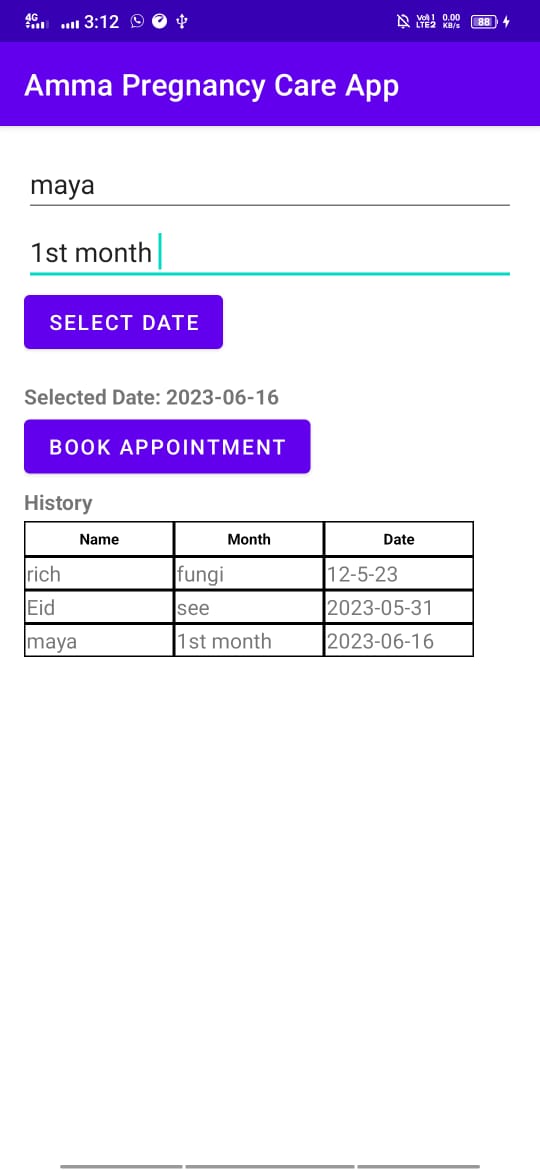 4G 3:12 Vo) 1 LTE2 0.00 KB/s 88
Amma Pregnancy Care App
maya
1st month
SELECT DATE
Selected Date: 2023-06-16
BOOK APPOINTMENT
History
Name Month Date
rich fungi 12-5-23
Eid see 2023-05-31
maya 1st month 2023-06-16